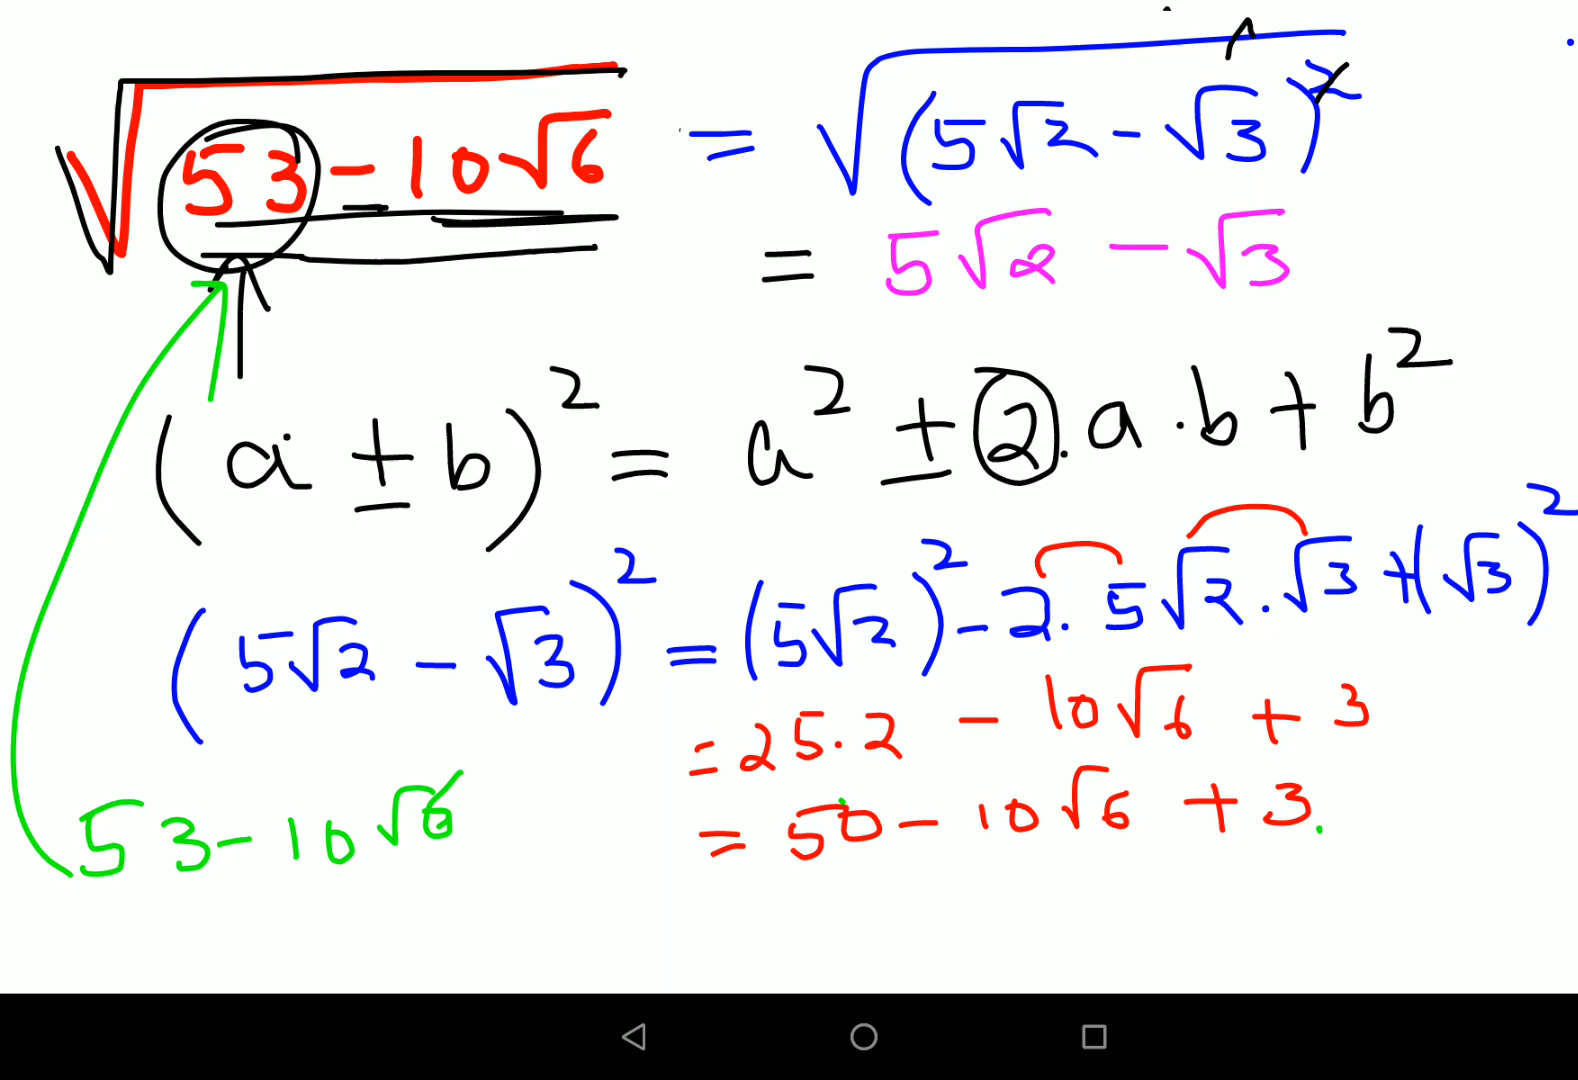 √(53 - 10√6) = √((5√2 - √3)²)
= 5√2 - √3
(a ± b)² = a² ± 2.a.b + b²
(5√2 - √3)² = (5√2)² - 2.5√2.√3 + (√3)²
= 25.2 - 10√6 + 3
= 50 - 10√6 + 3
53 - 10√6